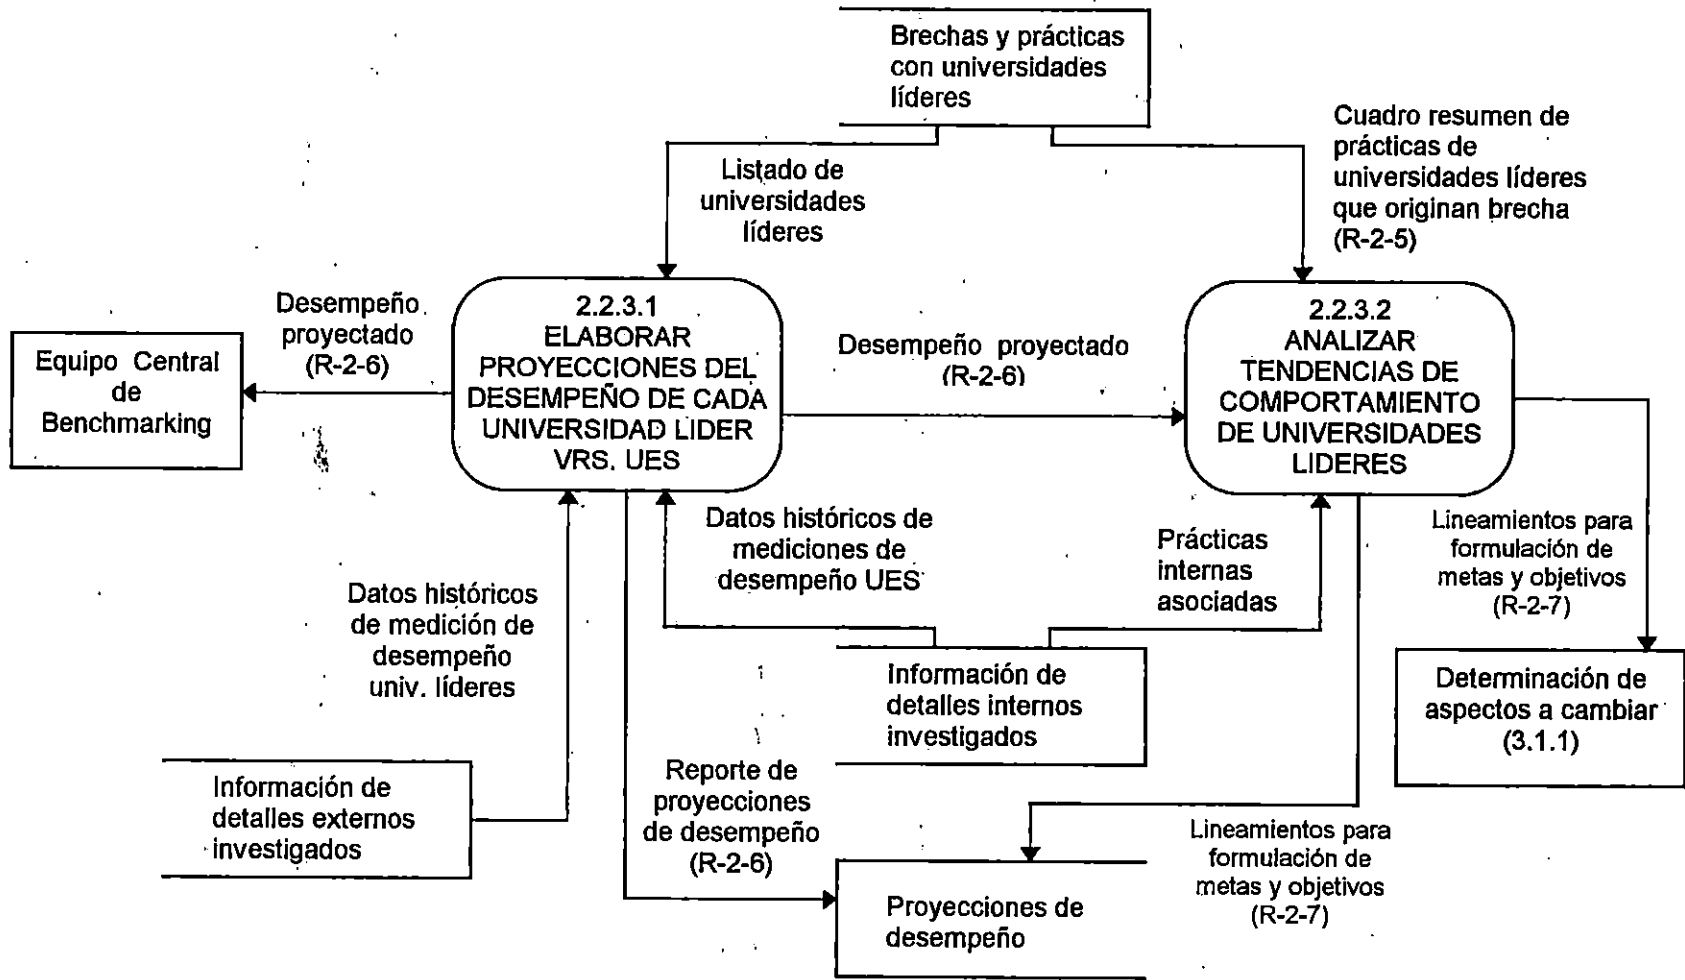 Brechas y prácticas
con universidades
líderes
Cuadro resumen de
prácticas de
universidades líderes
que originan brecha
(R-2-5)
Listado de
universidades
líderes
Desempeño
proyectado
(R-2-6)
Equipo Central
de
Benchmarking
2.2.3.1
ELABORAR
PROYECCIONES DEL
DESEMPEÑO DE CADA
UNIVERSIDAD LIDER
VRS. UES
Desempeño proyectado
(R-2-6)
2.2.3.2
ANALIZAR
TENDENCIAS DE
COMPORTAMIENTO
DE UNIVERSIDADES
LIDERES
Datos históricos de
mediciones de
desempeño UES
Prácticas
internas
asociadas
Lineamientos para
formulación de
metas y objetivos
(R-2-7)
Datos históricos
de medición de
desempeño
univ. líderes
Información de
detalles internos
investigados
Determinación de
aspectos a cambiar
(3.1.1)
Información de
detalles externos
investigados
Reporte de
proyecciones
de desempeño
(R-2-6)
Lineamientos para
formulación de
metas y objetivos
(R-2-7)
Proyecciones de
desempeño